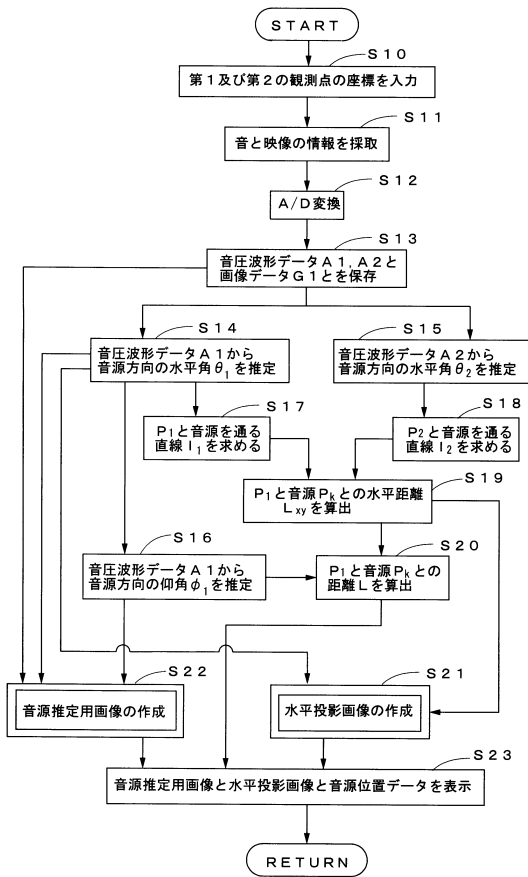 START
S10
第1及び第2の観測点の座標を入力
S11
音と映像の情報を採取
S12
A/D変換
S13
音圧波形データA1,A2と
画像データG1とを保存
S14
音圧波形データA1から
音源方向の水平角θ1を推定
S15
音圧波形データA2から
音源方向の水平角θ2を推定
S17
P1と音源を通る
直線l1を求める
S18
P2と音源を通る
直線l2を求める
S19
P1と音源Pkとの水平距離
Lxyを算出
S16
音圧波形データA1から
音源方向の仰角φ1を推定
S20
P1と音源Pkとの
距離Lを算出
S22
音源推定用画像の作成
S21
水平投影画像の作成
S23
音源推定用画像と水平投影画像と音源位置データを表示
RETURN